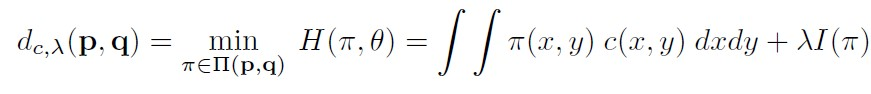 d_{c,λ}(p, q) = min_{π∈Π(p,q)} H(π, θ) = ∫ ∫ π(x, y) c(x, y) dxdy + λI(π)